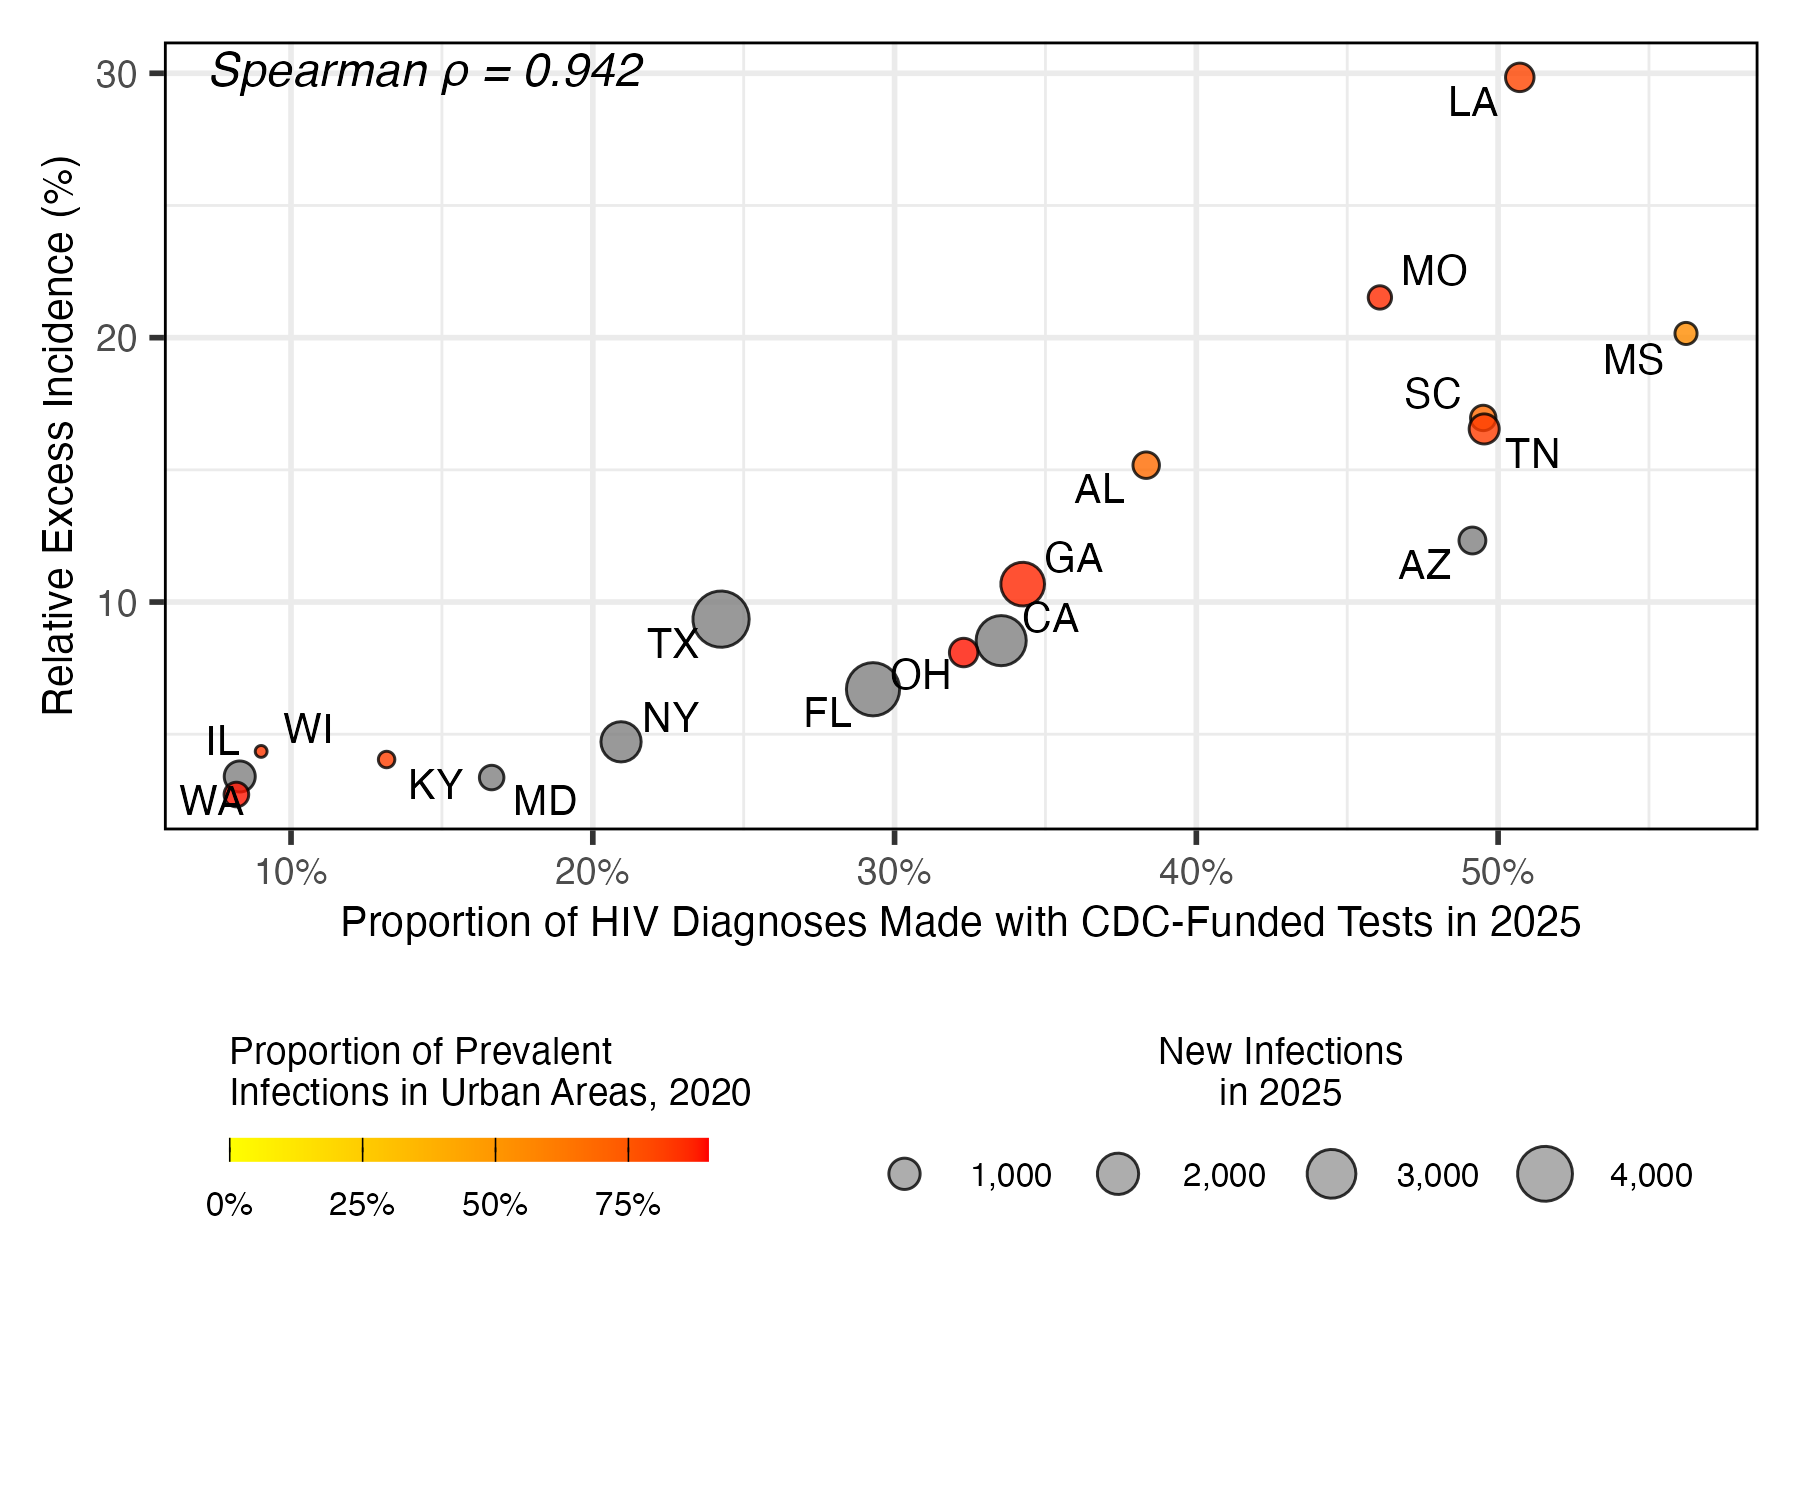 Spearman ρ = 0.942
30
20
10
Relative Excess Incidence (%)
LA
MO
MS
SC
TN
AL
AZ
GA
CA
TX
OH
FL
NY
IL
WI
WA
KY
MD
10%
20%
30%
40%
50%
Proportion of HIV Diagnoses Made with CDC-Funded Tests in 2025
Proportion of Prevalent
Infections in Urban Areas, 2020
0%
25%
50%
75%
New Infections
in 2025
1,000
2,000
3,000
4,000